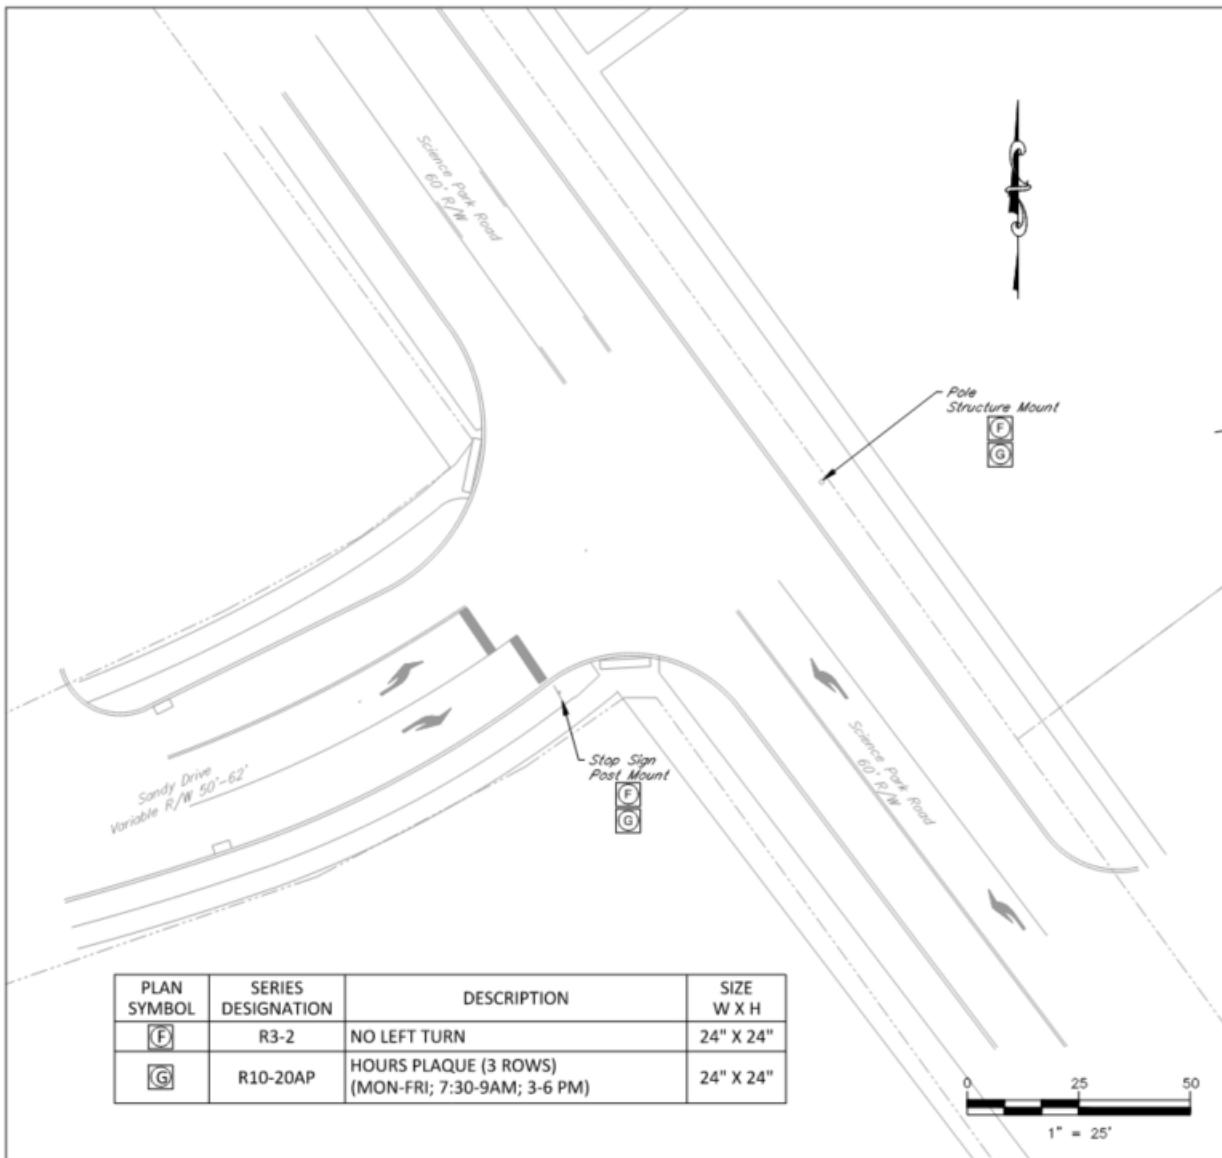 Science Park Road
60' R/W
Pole
Structure Mount
F
G
Stop Sign
Post Mount
F
G
Science Park Road
60' R/W
Sandy Drive
Variable R/W 50'-62'
PLAN SYMBOL SERIES DESIGNATION DESCRIPTION SIZE W X H
F R3-2 NO LEFT TURN 24" X 24"
G R10-20AP HOURS PLAQUE (3 ROWS) 24" X 24"
(MON-FRI; 7:30-9AM; 3-6 PM)
0 25 50
1" = 25'